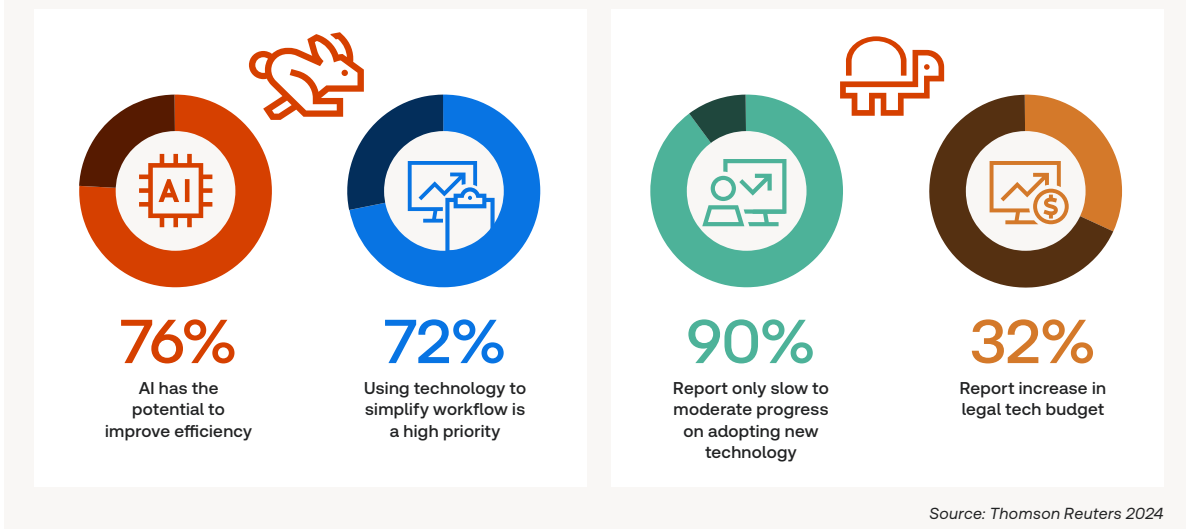 AI
76%
AI has the
potential to
improve efficiency
72%
Using technology to
simplify workflow is
a high priority
90%
Report only slow to
moderate progress
on adopting new
technology
$
32%
Report increase in
legal tech budget
Source: Thomson Reuters 2024